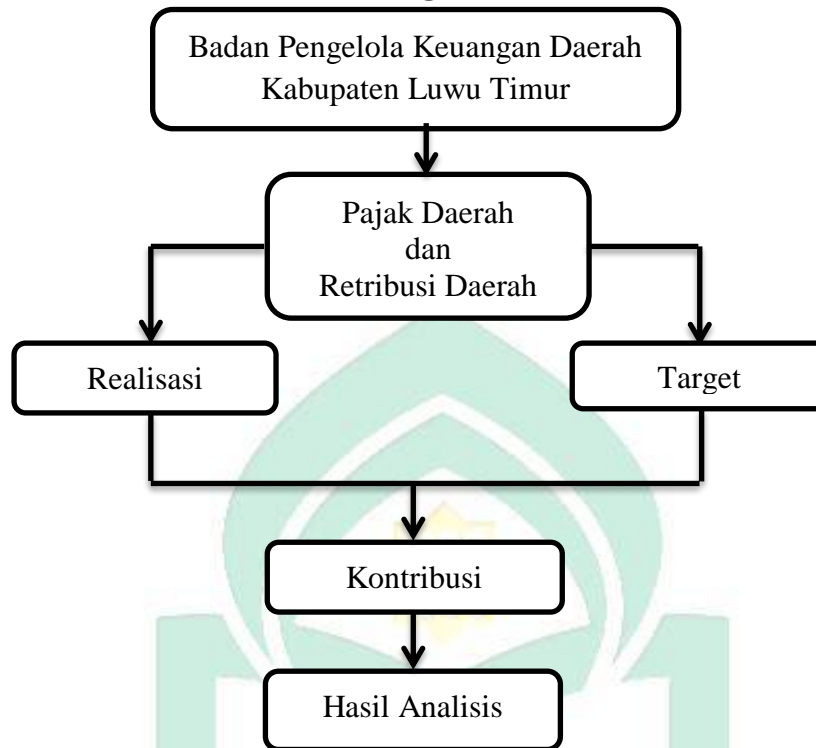 Badan Pengelola Keuangan Daerah
Kabupaten Luwu Timur
Pajak Daerah
dan
Retribusi Daerah
Realisasi
Target
Kontribusi
Hasil Analisis